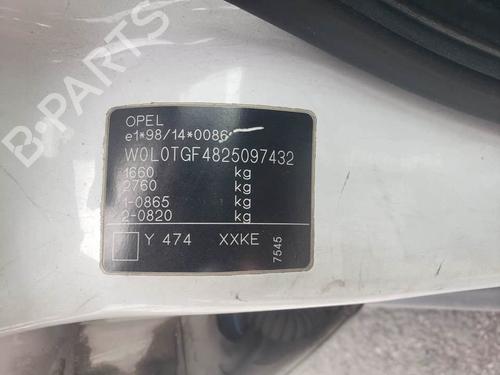 OPEL
e1*98/14*0086*
W0L0TGF4825097432
1660 kg
2760 kg
1-0865 kg
2-0820 kg
Y 474 XXKE
7545